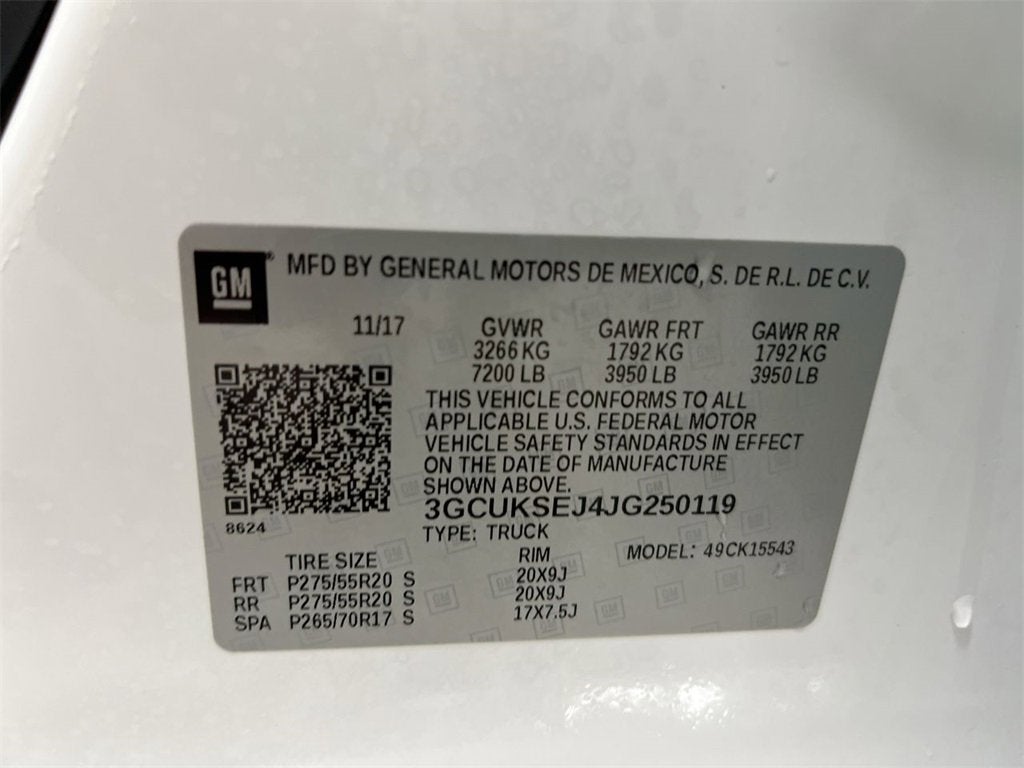 GM® MFD BY GENERAL MOTORS DE MEXICO, S. DE R.L. DE C.V.
11/17 GVWR GAWR FRT GAWR RR
3266 KG 1792 KG 1792 KG
7200 LB 3950 LB 3950 LB
THIS VEHICLE CONFORMS TO ALL
APPLICABLE U.S. FEDERAL MOTOR
VEHICLE SAFETY STANDARDS IN EFFECT
ON THE DATE OF MANUFACTURE
SHOWN ABOVE.
3GCUKSEJ4JG250119
8624
TYPE: TRUCK
MODEL: 49CK15543
TIRE SIZE RIM
FRT P275/55R20 S 20X9J
RR P275/55R20 S 20X9J
SPA P265/70R17 S 17X7.5J